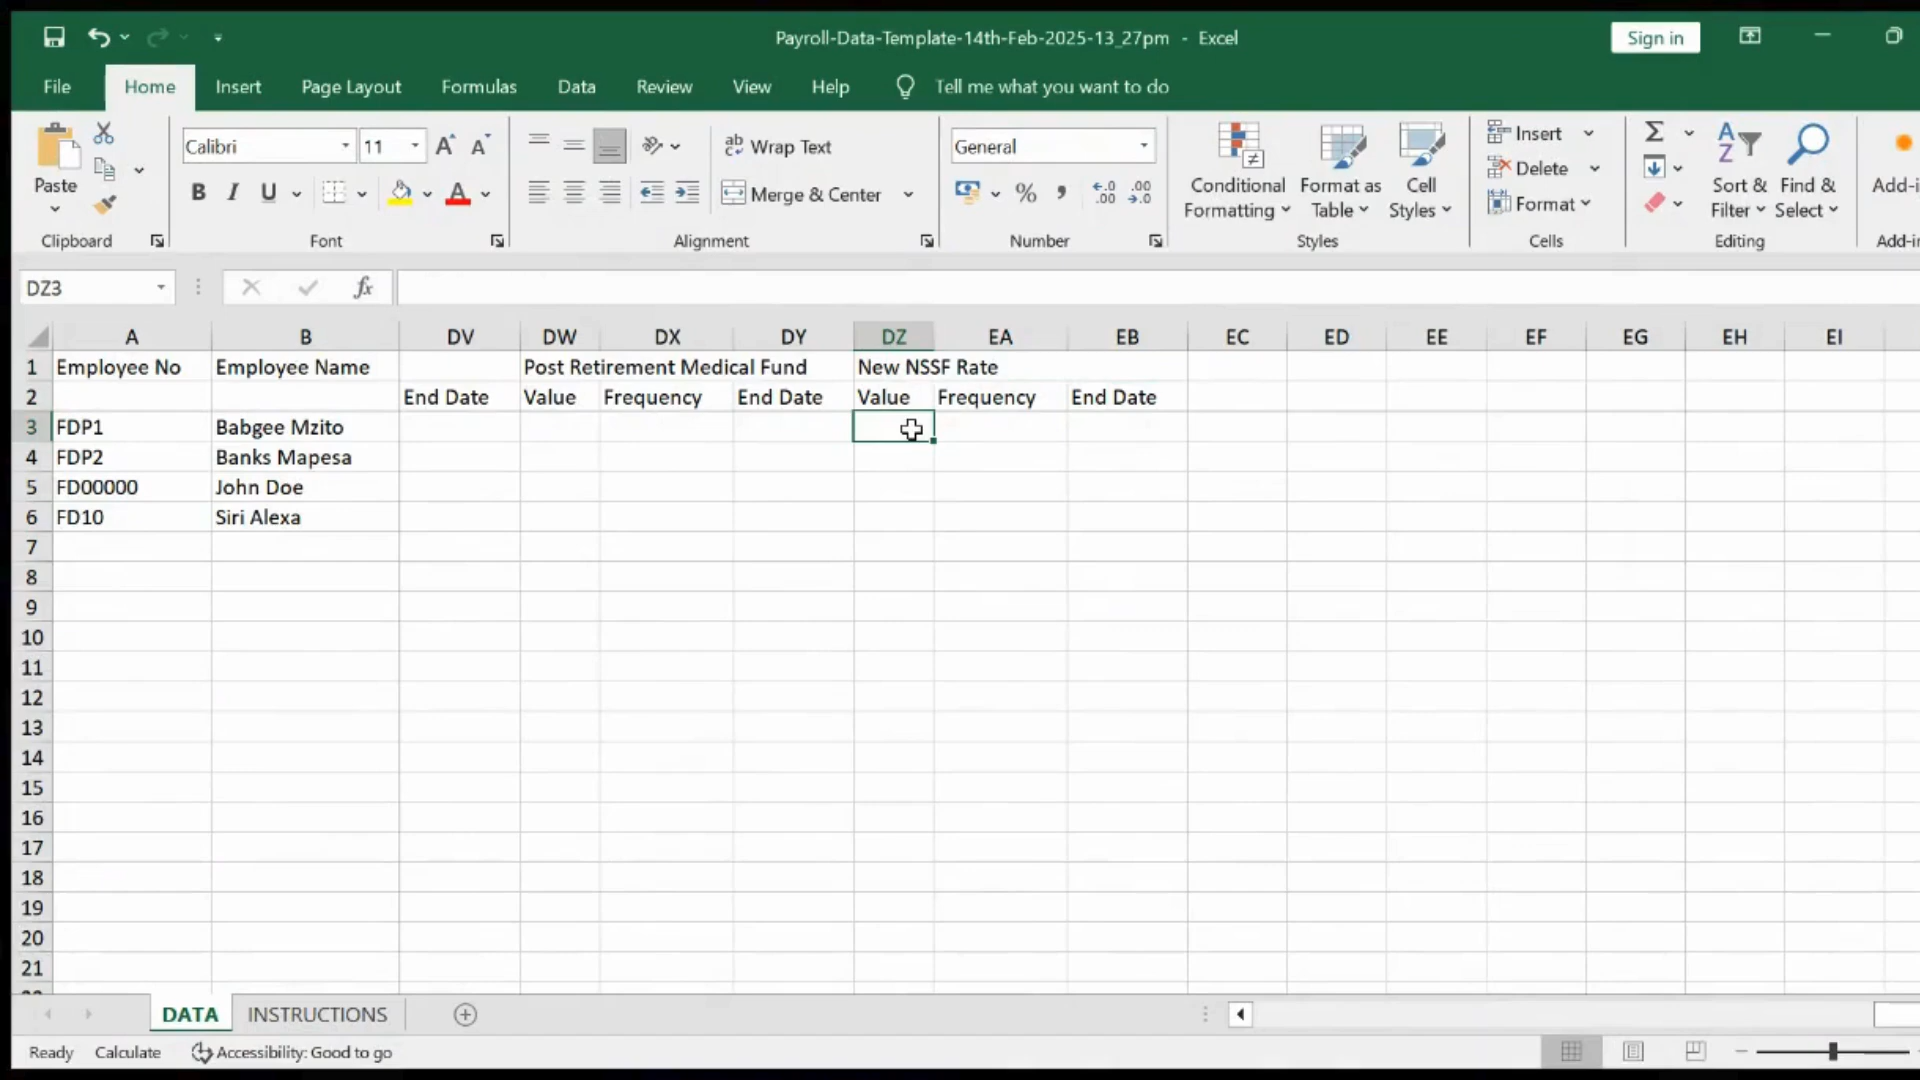 Payroll-Data-Template-14th-Feb-2025-13_27pm - Excel
Sign in
File Home Insert Page Layout Formulas Data Review View Help Tell me what you want to do
Paste
Clipboard
Calibri 11
B I U
Font
Wrap Text
Merge & Center
Alignment
General
Number
Conditional Formatting
Format as Table
Cell Styles
Styles
Insert
Delete
Format
Cells
Sort & Filter
Find & Select
Editing
Add-i
Add-i
DZ3 fx
A B DV DW DX DY DZ EA EB EC ED EE EF EG EH EI
1 Employee No Employee Name Post Retirement Medical Fund New NSSF Rate
2 End Date Value Frequency End Date Value Frequency End Date
3 FDP1 Babgee Mzito
4 FDP2 Banks Mapesa
5 FD00000 John Doe
6 FD10 Siri Alexa
7
8
9
10
11
12
13
14
15
16
17
18
19
20
21
DATA INSTRUCTIONS
Ready Calculate Accessibility: Good to go